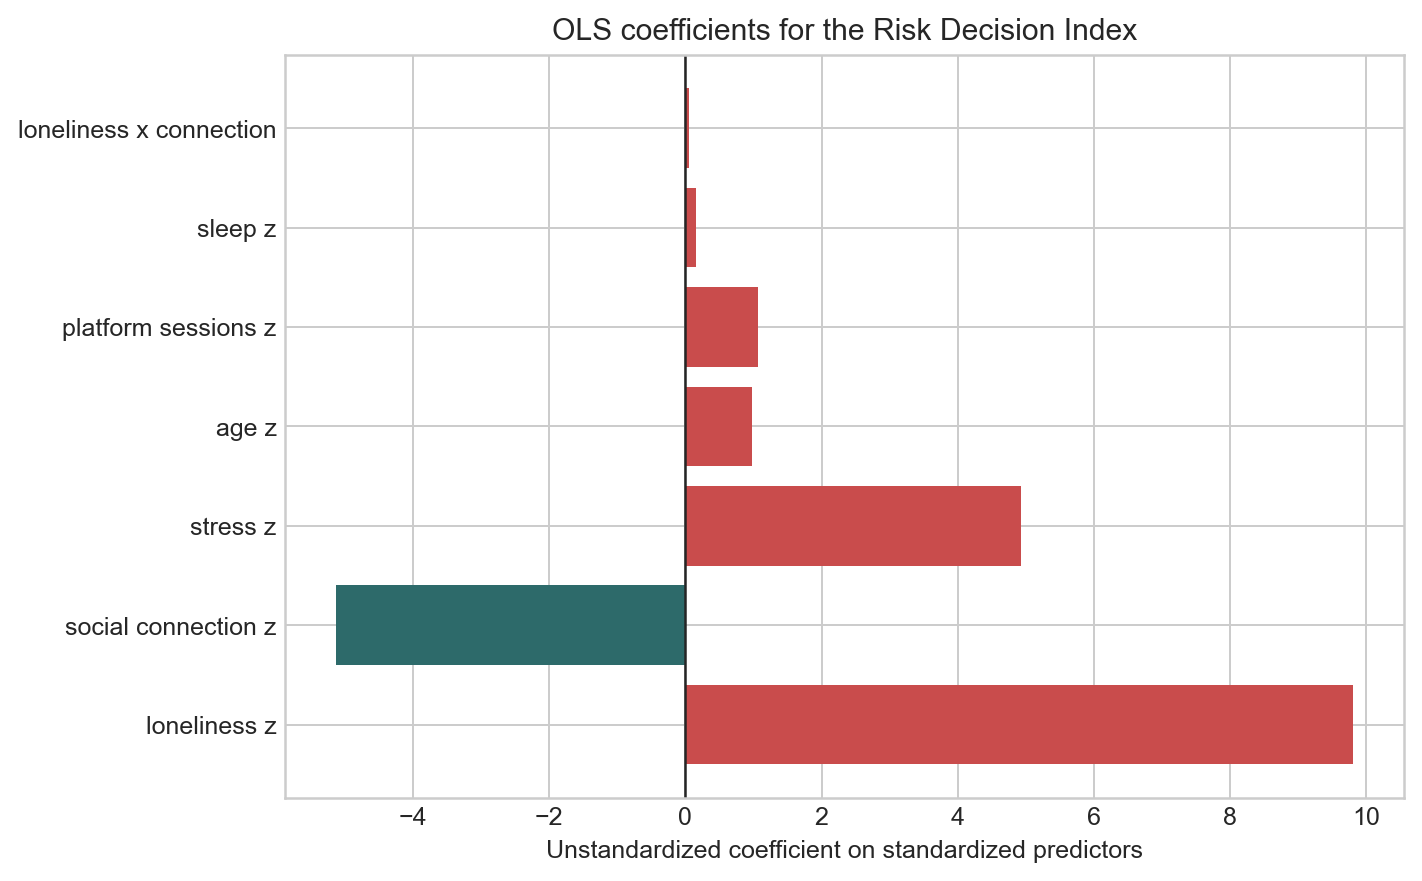 OLS coefficients for the Risk Decision Index
loneliness x connection
sleep z
platform sessions z
age z
stress z
social connection z
loneliness z
−4 −2 0 2 4 6 8 10
Unstandardized coefficient on standardized predictors